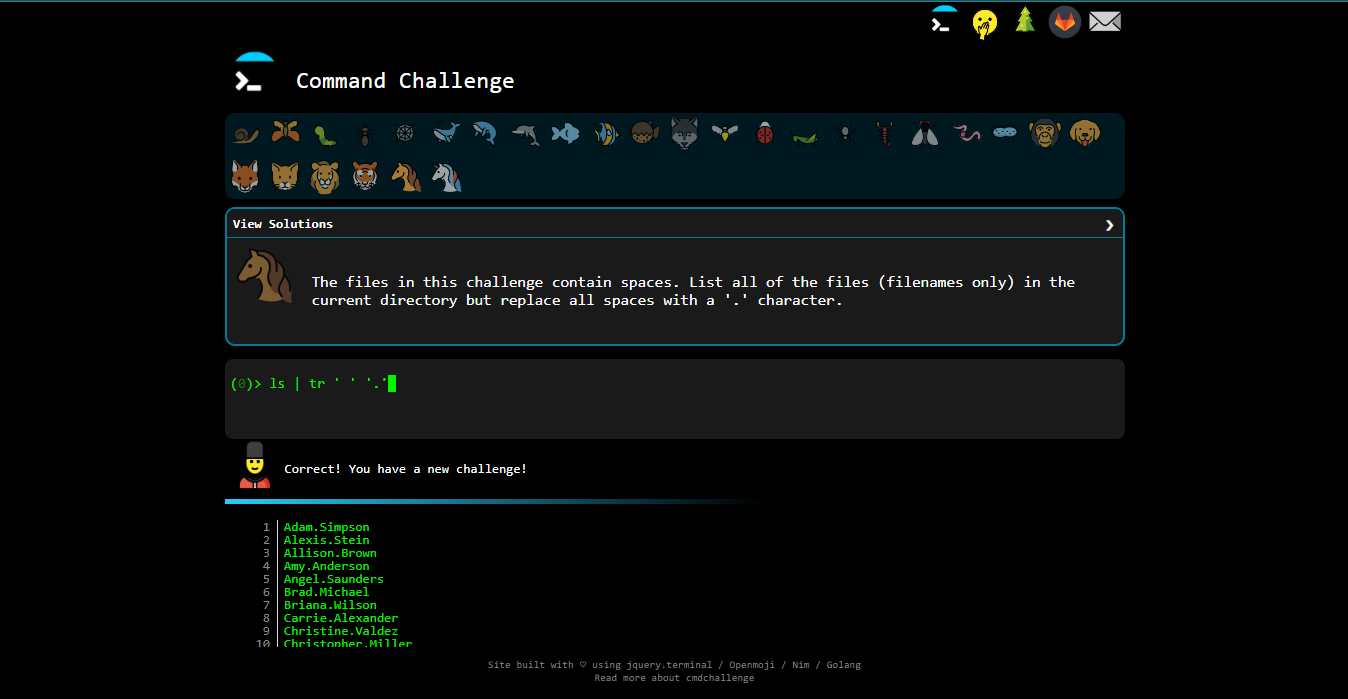 Command Challenge
View Solutions
The files in this challenge contain spaces. List all of the files (filenames only) in the
current directory but replace all spaces with a '.' character.
(0)> ls | tr ' ' '.'
Correct! You have a new challenge!
1 Adam.Simpson
2 Alexis.Stein
3 Allison.Brown
4 Amy.Anderson
5 Angel.Saunders
6 Brad.Michael
7 Briana.Wilson
8 Carrie.Alexander
9 Christine.Valdez
10 Christopher.Miller
Site built with ♡ using jquery.terminal / Openmoji / Nim / Golang
Read more about cmdchallenge